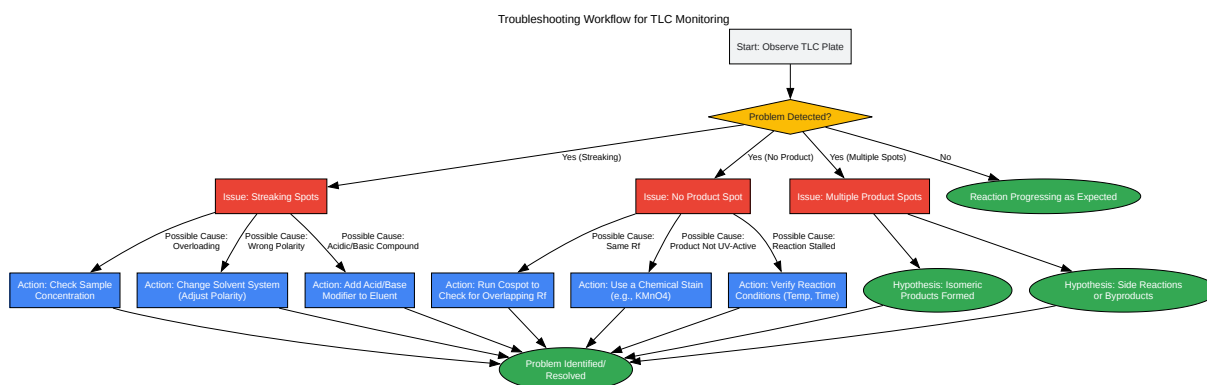 Troubleshooting Workflow for TLC Monitoring
Start: Observe TLC Plate
Problem Detected?
Yes (Streaking)
Yes (No Product)
Yes (Multiple Spots)
No
Issue: Streaking Spots
Issue: No Product Spot
Issue: Multiple Product Spots
Reaction Progressing as Expected
Possible Cause:
Overloading
Possible Cause:
Wrong Polarity
Possible Cause:
Acidic/Basic Compound
Possible Cause:
Same Rf
Possible Cause:
Product Not UV-Active
Possible Cause:
Reaction Stalled
Action: Check Sample
Concentration
Action: Change Solvent System
(Adjust Polarity)
Action: Add Acid/Base
Modifier to Eluent
Action: Run Cospot to
Check for Overlapping Rf
Action: Use a Chemical Stain
(e.g., KMnO4)
Action: Verify Reaction
Conditions (Temp, Time)
Hypothesis: Isomeric
Products Formed
Hypothesis: Side Reactions
or Byproducts
Problem Identified/
Resolved